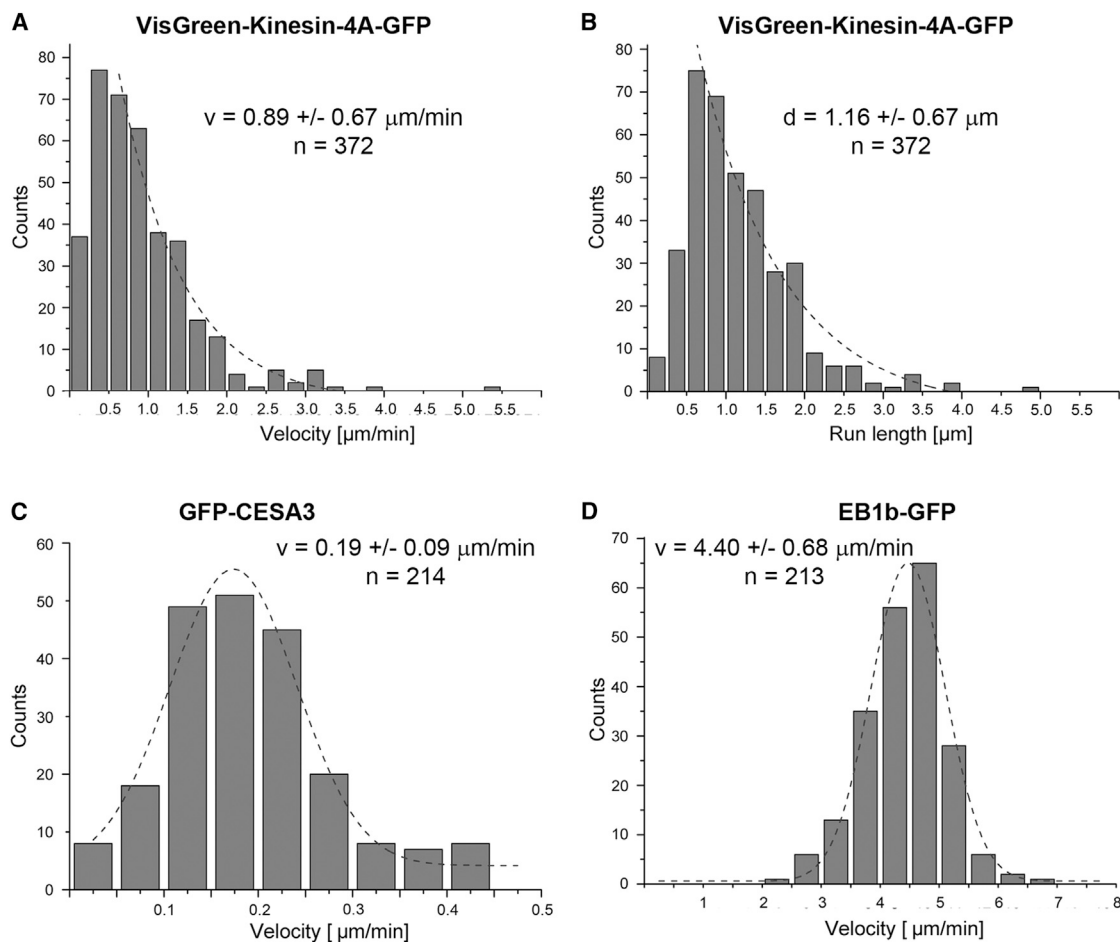 A
VisGreen-Kinesin-4A-GFP
v = 0.89 +/- 0.67 μm/min
n = 372
Counts
80
70
60
50
40
30
20
10
0
0.5 1.0 1.5 2.0 2.5 3.0 3.5 4.0 4.5 5.0 5.5
Velocity [μm/min]
B
VisGreen-Kinesin-4A-GFP
d = 1.16 +/- 0.67 μm
n = 372
Counts
80
70
60
50
40
30
20
10
0
0.5 1.0 1.5 2.0 2.5 3.0 3.5 4.0 4.5 5.0 5.5
Run length [μm]
C
GFP-CESA3
v = 0.19 +/- 0.09 μm/min
n = 214
Counts
60
50
40
30
20
10
0
0.1 0.2 0.3 0.4 0.5
Velocity [ μm/min]
D
EB1b-GFP
v = 4.40 +/- 0.68 μm/min
n = 213
Counts
70
60
50
40
30
20
10
0
1 2 3 4 5 6 7 8
Velocity [ μm/min]